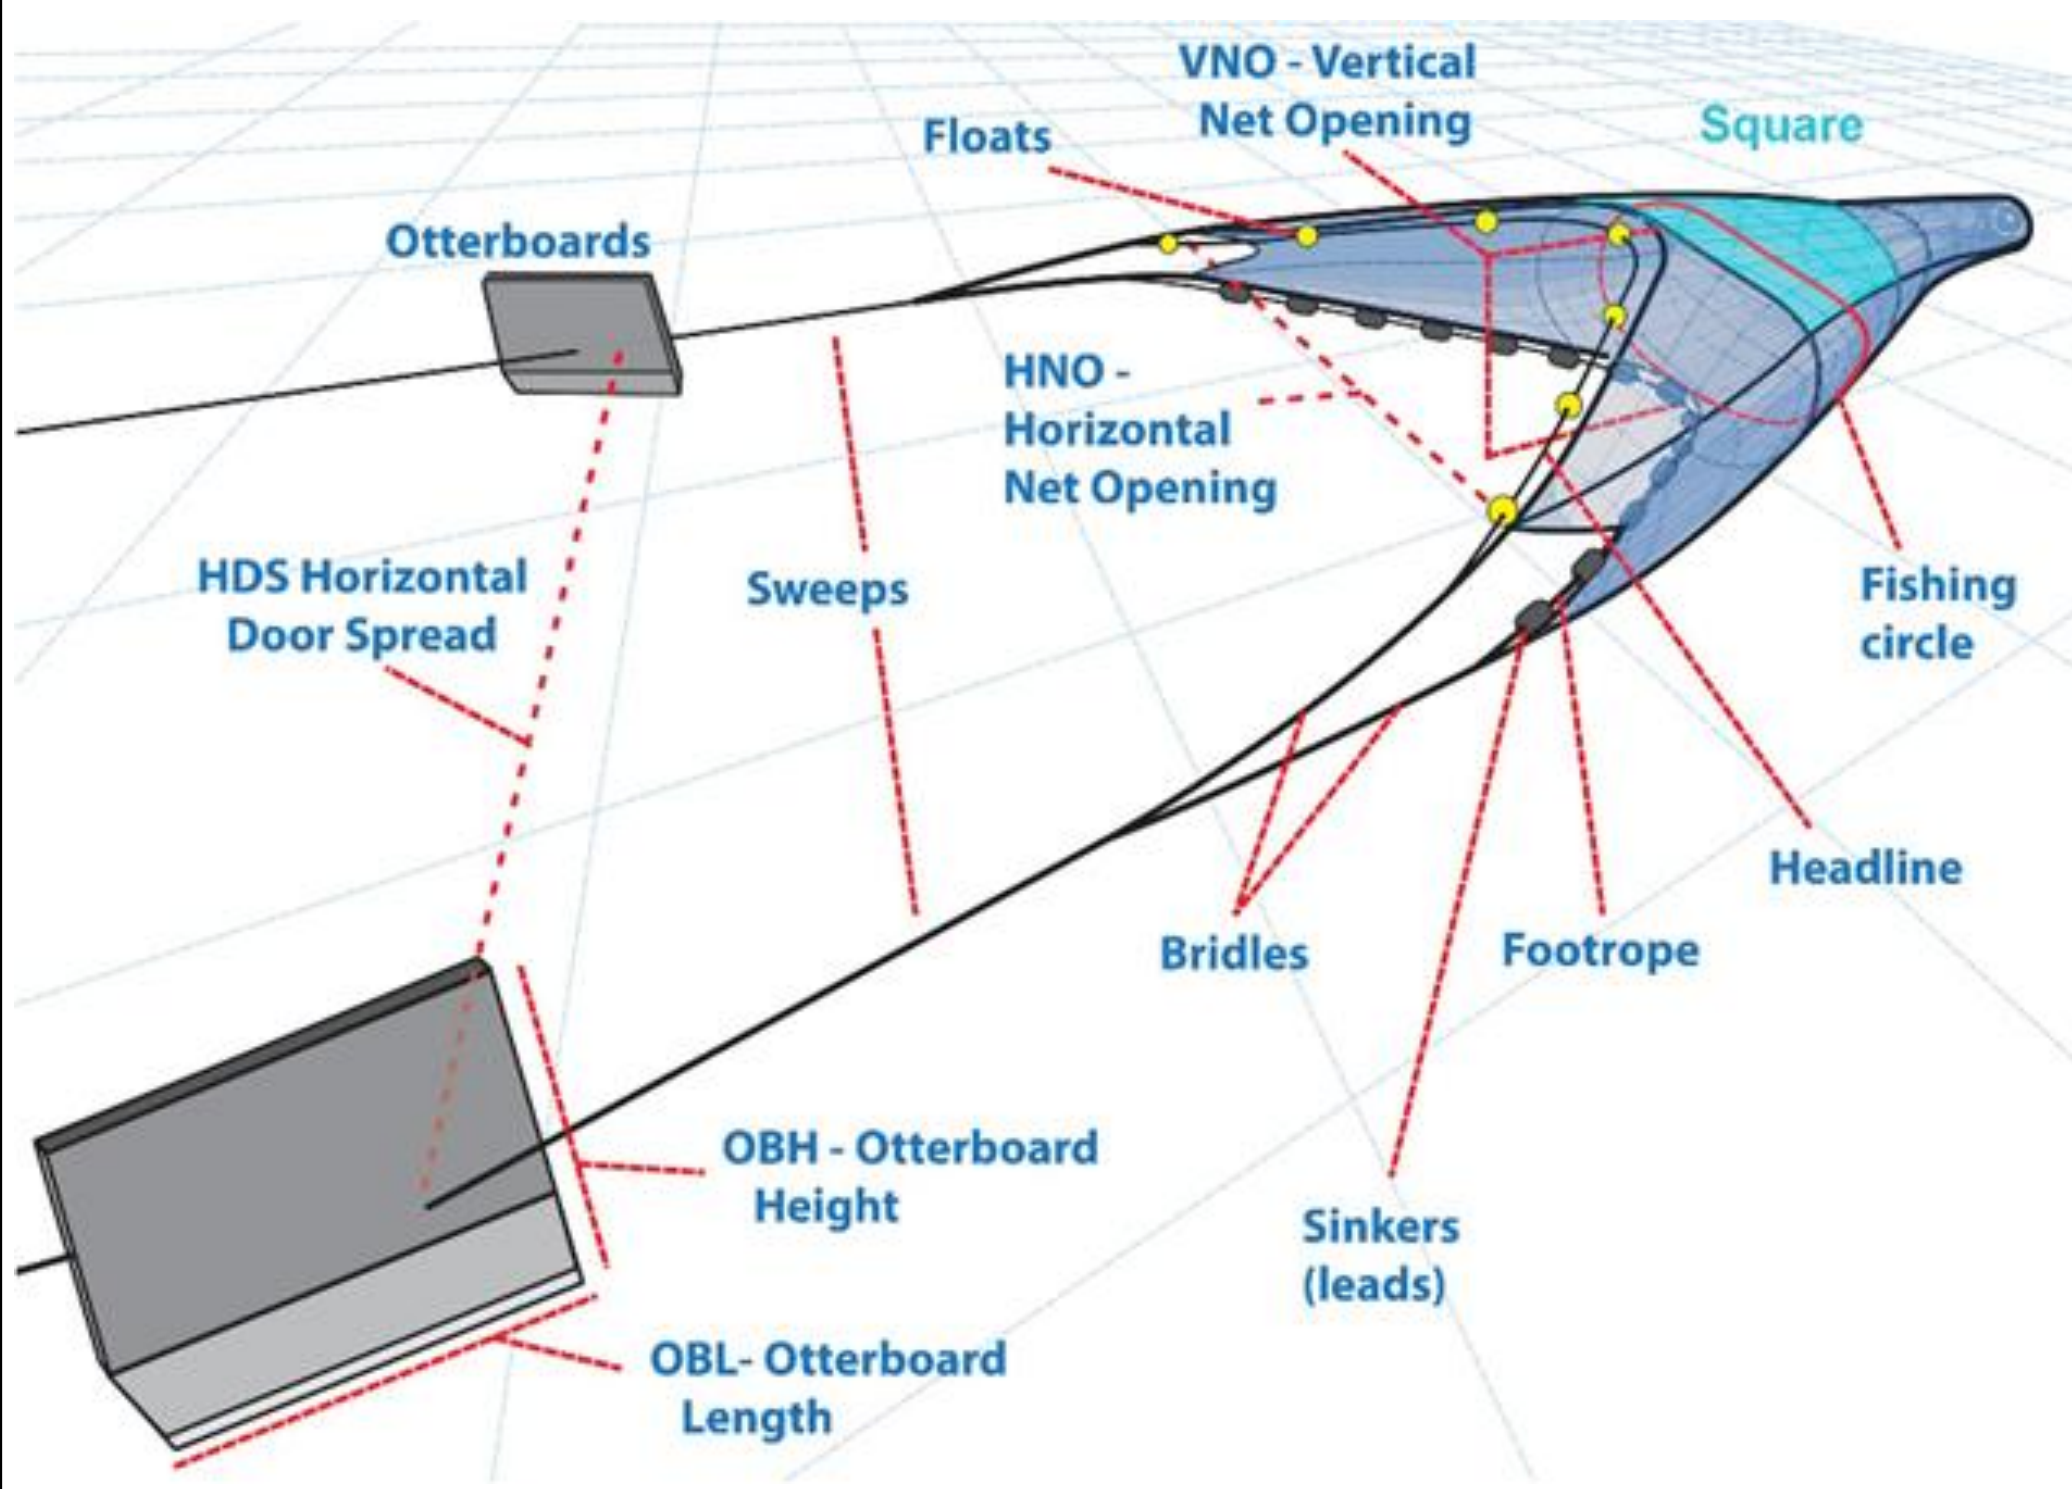 VNO - Vertical
Net Opening
Floats
Square
Otterboards
HNO -
Horizontal
Net Opening
HDS Horizontal
Door Spread
Sweeps
Fishing
circle
Headline
Bridles
Footrope
OBH - Otterboard
Height
Sinkers
(leads)
OBL- Otterboard
Length